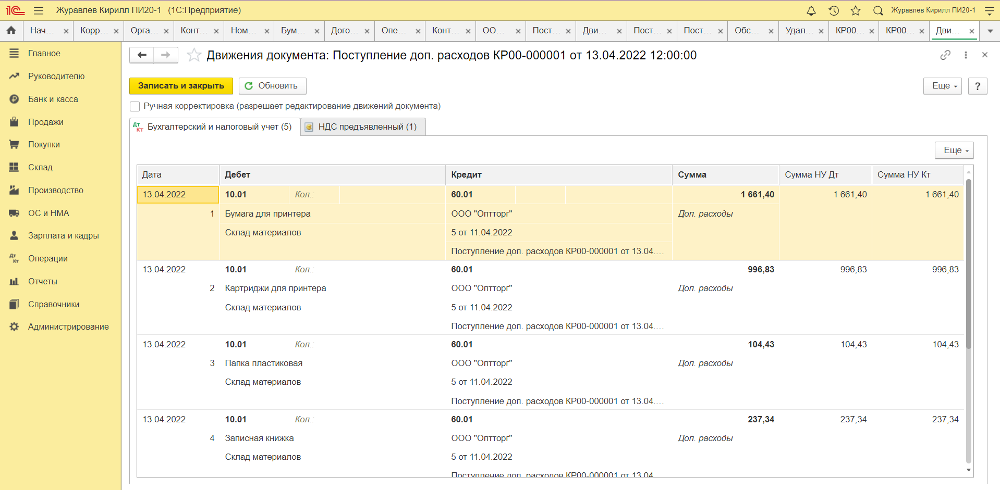 1С Журавлев Кирилл ПИ20-1 (1С:Предприятие) Журавлев Кирилл ПИ20-1
Нач... Корр... Орга... Конт... Ном... Бум... Дого... Опе... Конт... ОО... Пост... Дви... Пост... Пост... Обс... Удал... КР00... КР00... Дви...
Главное
Руководителю
Банк и касса
Продажи
Покупки
Склад
Производство
ОС и НМА
Зарплата и кадры
Операции
Отчеты
Справочники
Администрирование
Движения документа: Поступление доп. расходов КР00-000001 от 13.04.2022 12:00:00
Записать и закрыть Обновить Еще ?
Ручная корректировка (разрешает редактирование движений документа)
Дт Кт Бухгалтерский и налоговый учет (5) НДС предъявленный (1)
Еще
Дата Дебет Кредит Сумма Сумма НУ Дт Сумма НУ Кт
13.04.2022 10.01 Кол.: 60.01 1 661,40 1 661,40 1 661,40
1 Бумага для принтера ООО "Оптторг" Доп. расходы
Склад материалов 5 от 11.04.2022
Поступление доп. расходов КР00-000001 от 13.04....
13.04.2022 10.01 Кол.: 60.01 996,83 996,83 996,83
2 Картриджи для принтера ООО "Оптторг" Доп. расходы
Склад материалов 5 от 11.04.2022
Поступление доп. расходов КР00-000001 от 13.04....
13.04.2022 10.01 Кол.: 60.01 104,43 104,43 104,43
3 Папка пластиковая ООО "Оптторг" Доп. расходы
Склад материалов 5 от 11.04.2022
Поступление доп. расходов КР00-000001 от 13.04....
13.04.2022 10.01 Кол.: 60.01 237,34 237,34 237,34
4 Записная книжка ООО "Оптторг" Доп. расходы
Склад материалов 5 от 11.04.2022
Поступление доп. расходов КР00-000001 от 13.04